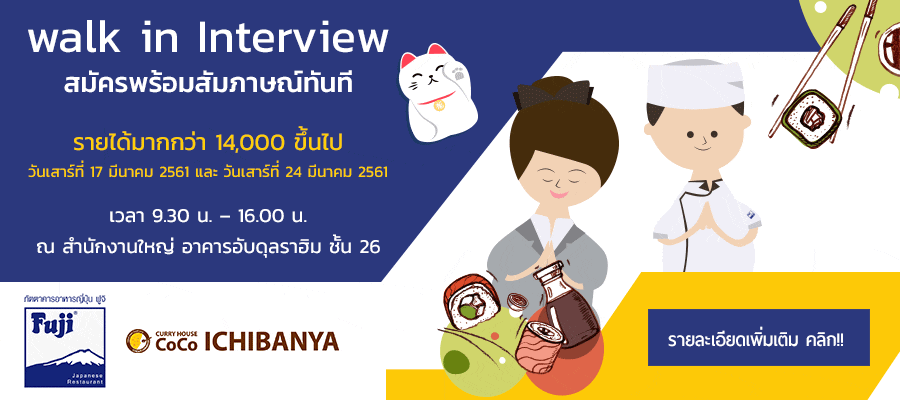 walk in Interview
สมัครพร้อมสัมภาษณ์ทันที
รายได้มากกว่า 14,000 ขึ้นไป
วันเสาร์ที่ 17 มีนาคม 2561 และ วันเสาร์ที่ 24 มีนาคม 2561
เวลา 9.30 น. – 16.00 น.
ณ สำนักงานใหญ่ อาคารอับดุลราฮิม ชั้น 26
ภัตตาคารอาหารญี่ปุ่น ฟูจิ
Fuji®
Japanese
Restaurant
CURRY HOUSE
CoCo ICHIBANYA
รายละเอียดเพิ่มเติม คลิก!!